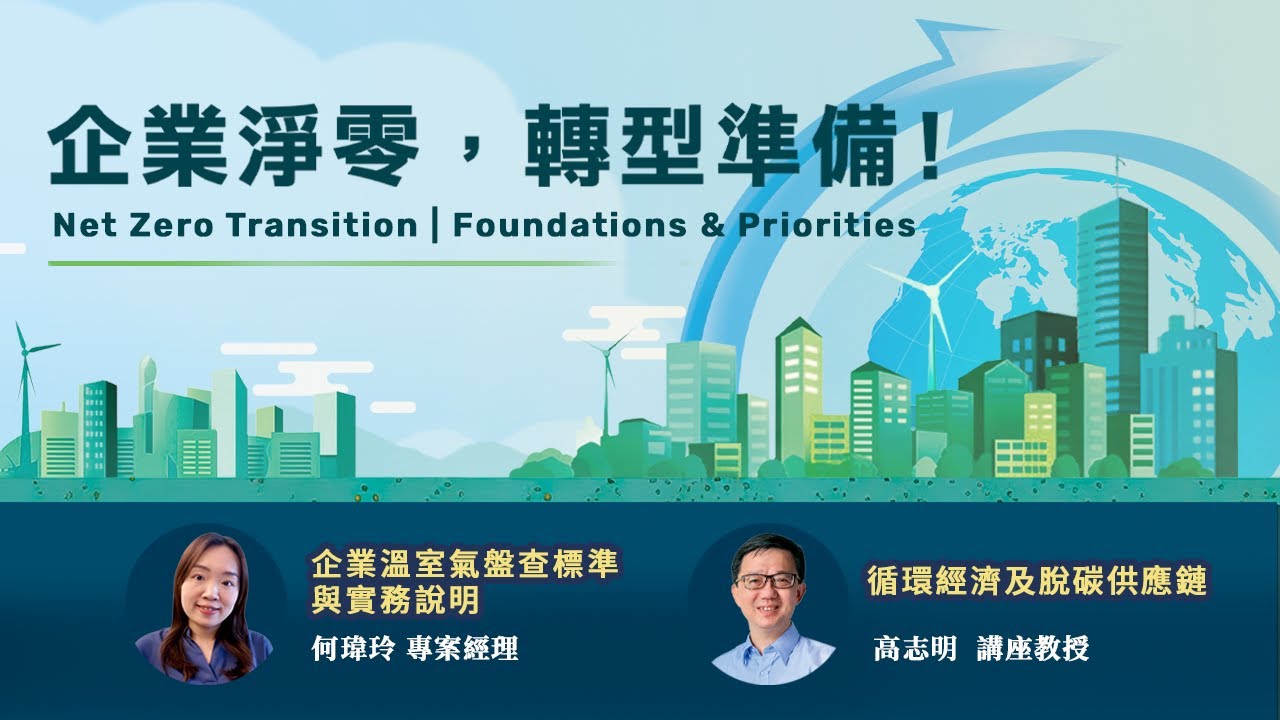 企業淨零，轉型準備！
Net Zero Transition | Foundations & Priorities
企業溫室氣盤查標準
與實務說明
何瑋玲 專案經理
循環經濟及脫碳供應鏈
高志明 講座教授